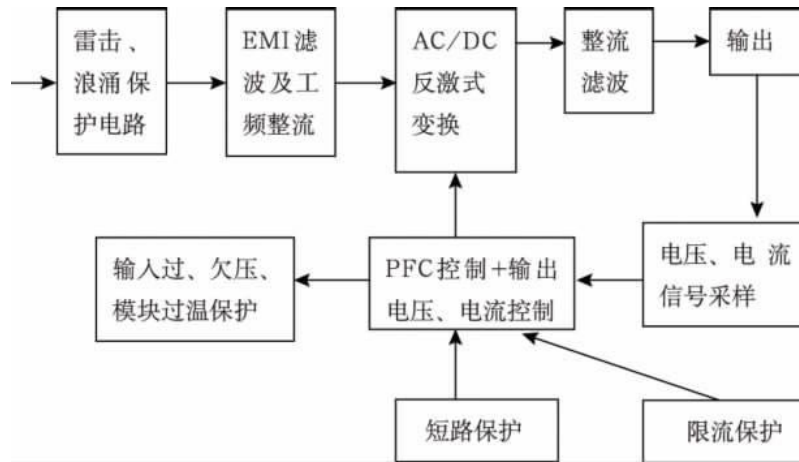 雷击、
浪涌保
护电路
EMI滤
波及工
频整流
AC/DC
反激式
变换
整流
滤波
输出
输入过、欠压、
模块过温保护
PFC控制+输出
电压、电流控制
电压、电 流
信号采样
短路保护
限流保护